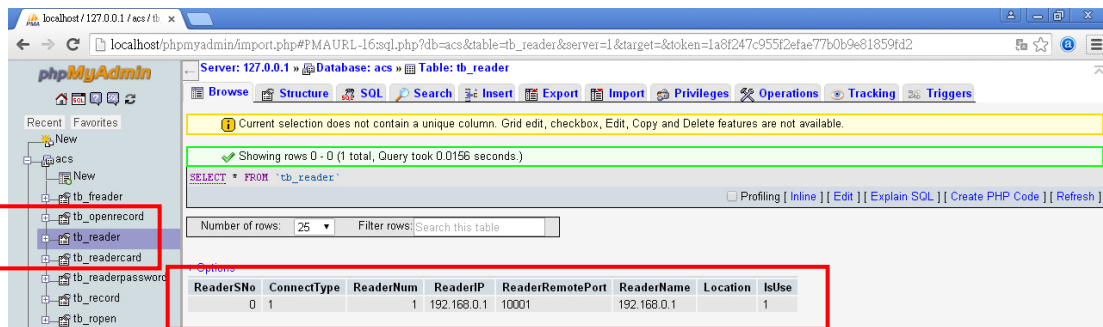 localhost / 127.0.0.1 / acs / tb
localhost/phpmyadmin/import.php#PMAURL-16:sql.php?db=acs&table=tb_reader&server=1&target=&token=1a8f247c955f2efae77b0b9e81859fd2
phpMyAdmin
Recent Favorites
New
acs
New
tb_freader
tb_openrecord
tb_reader
tb_readercard
tb_readerpassword
tb_record
tb_ropen
Server: 127.0.0.1 » Database: acs » Table: tb_reader
Browse Structure SQL Search Insert Export Import Privileges Operations Tracking Triggers
Current selection does not contain a unique column. Grid edit, checkbox, Edit, Copy and Delete features are not available.
Showing rows 0 - 0 (1 total, Query took 0.0156 seconds.)
SELECT * FROM `tb_reader`
Profiling [ Inline ] [ Edit ] [ Explain SQL ] [ Create PHP Code ] [ Refresh ]
Number of rows: 25 Filter rows: Search this table
+ Options
ReaderSNo ConnectType ReaderNum ReaderIP ReaderRemotePort ReaderName Location IsUse
0 1 1 192.168.0.1 10001 192.168.0.1 1